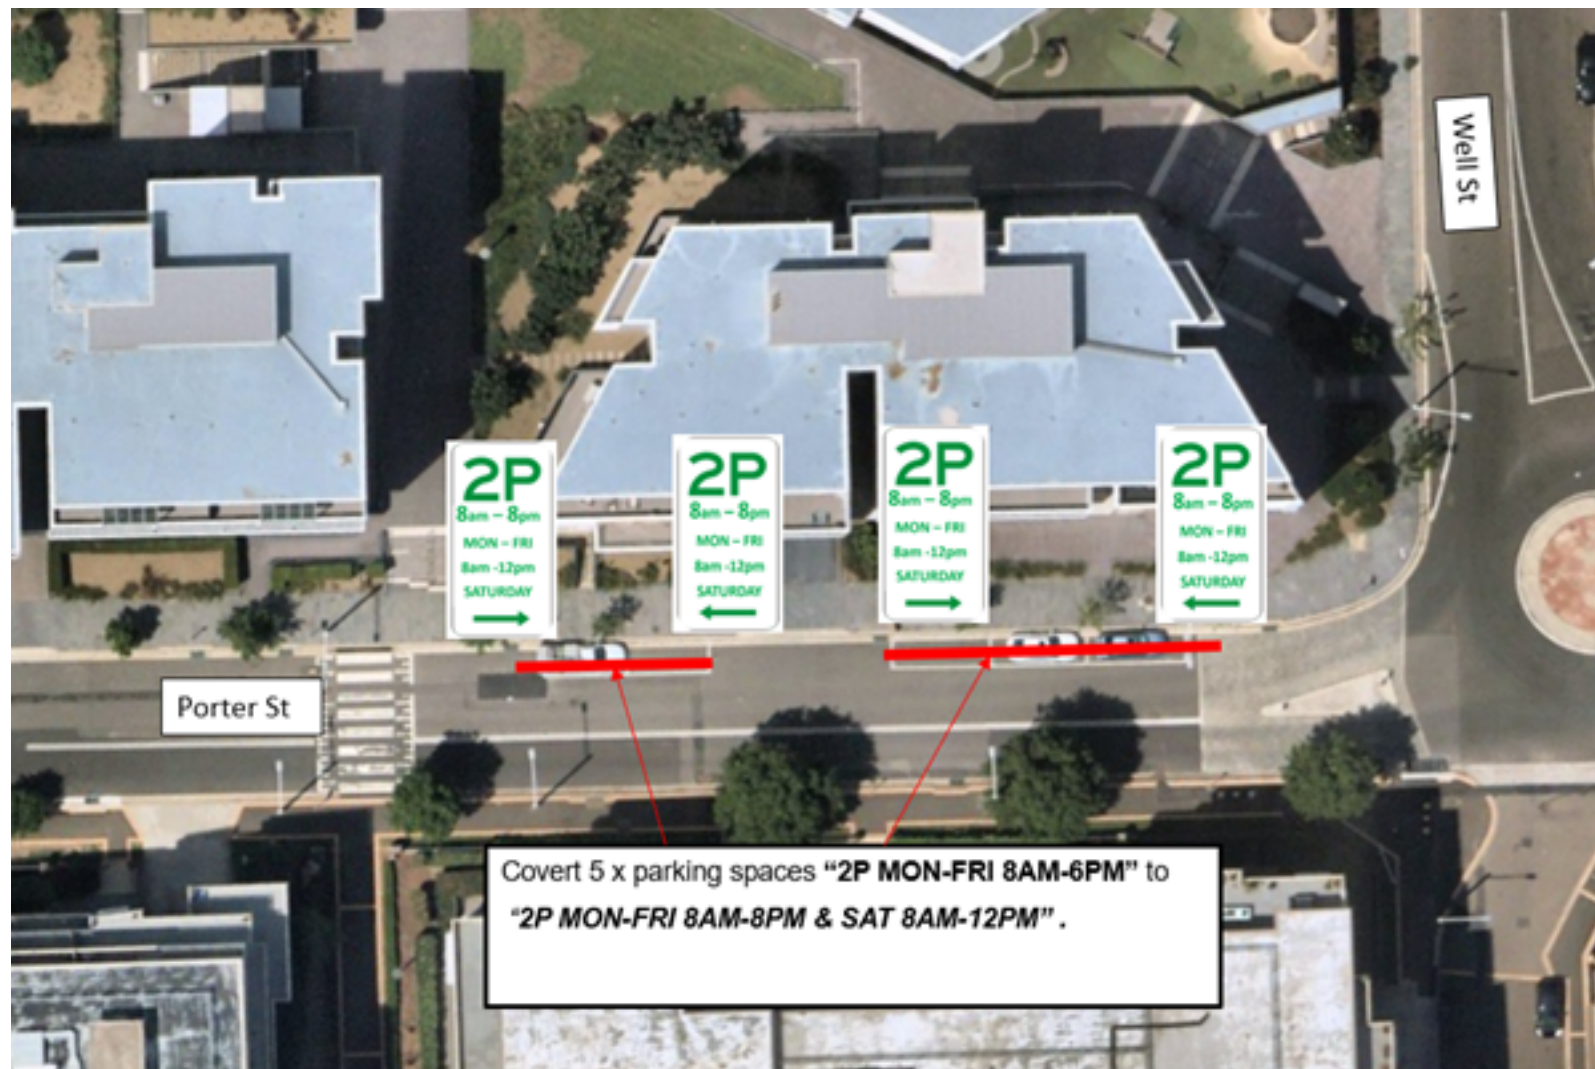 Well St
2P
8am – 8pm
MON – FRI
8am -12pm
SATURDAY
2P
8am – 8pm
MON – FRI
8am -12pm
SATURDAY
2P
8am – 8pm
MON – FRI
8am -12pm
SATURDAY
2P
8am – 8pm
MON – FRI
8am -12pm
SATURDAY
Porter St
Covert 5 x parking spaces “2P MON-FRI 8AM-6PM” to
“2P MON-FRI 8AM-8PM & SAT 8AM-12PM” .